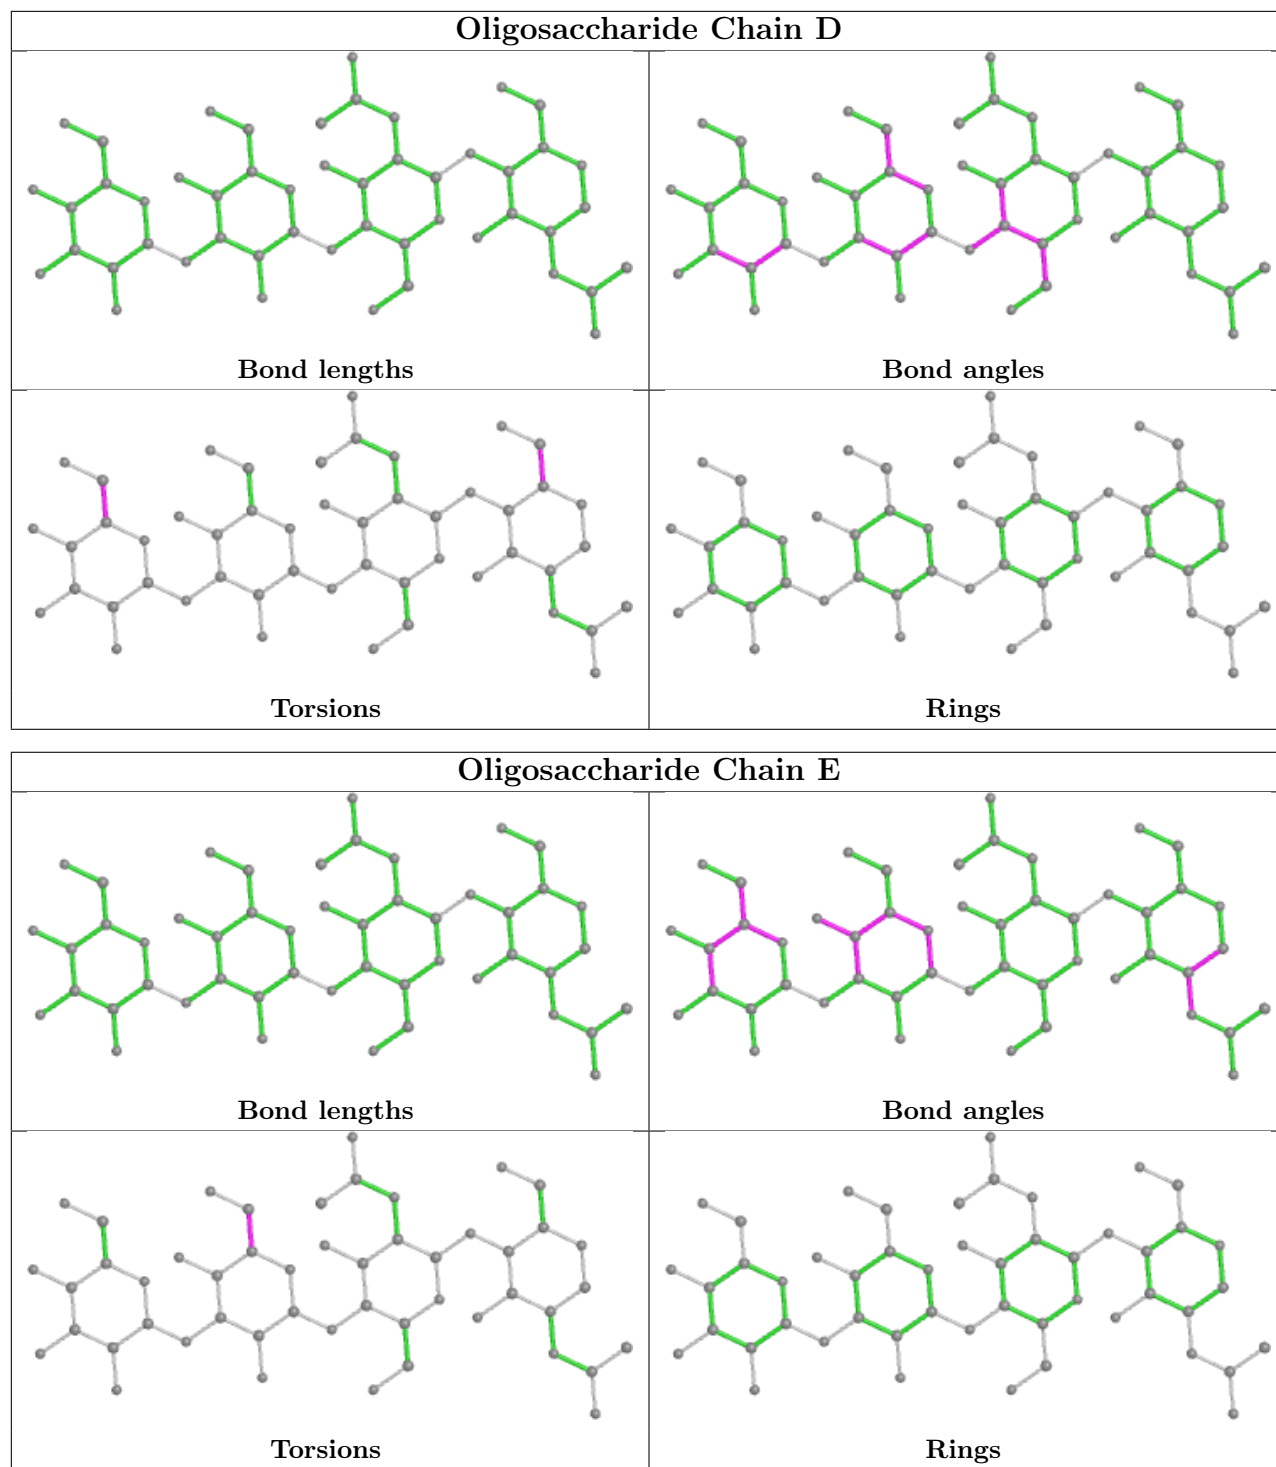 Oligosaccharide Chain D
Bond lengths
Bond angles
Torsions
Rings
Oligosaccharide Chain E
Bond lengths
Bond angles
Torsions
Rings